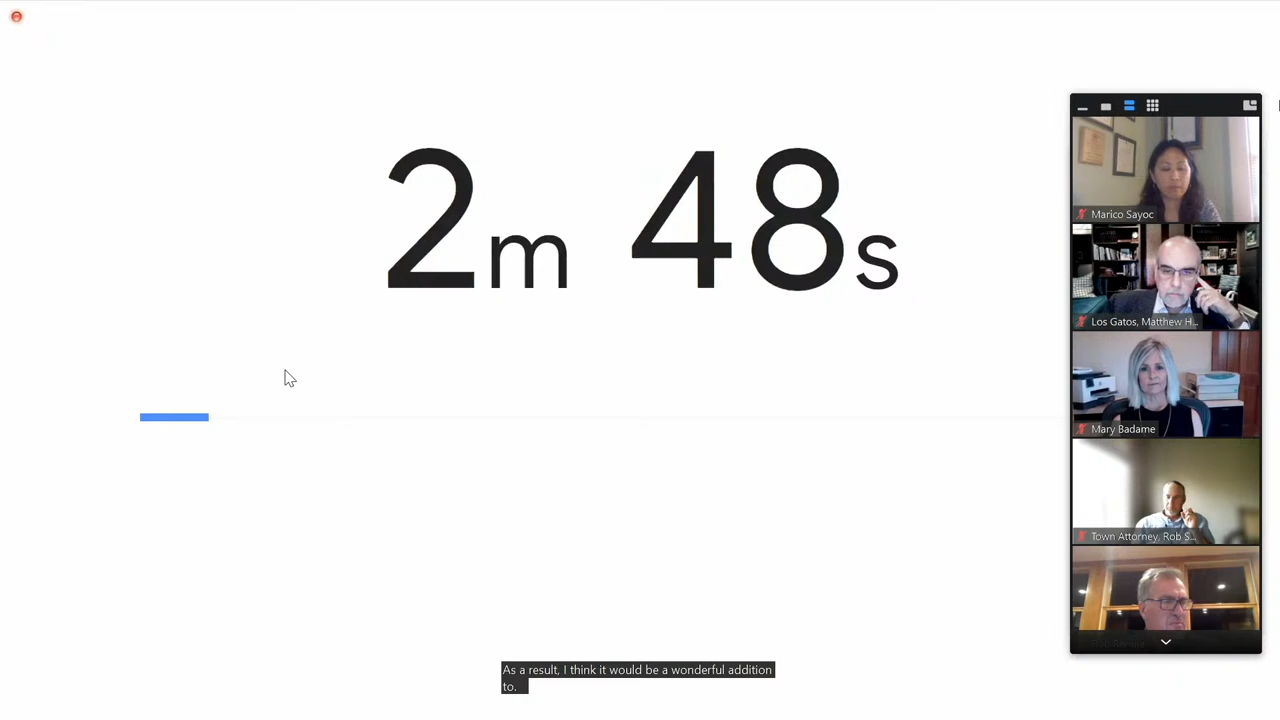 2m 48s
Marico Sayoc
Los Gatos, Matthew H...
Mary Badame
Town Attorney, Rob S...
As a result, I think it would be a wonderful addition
to.